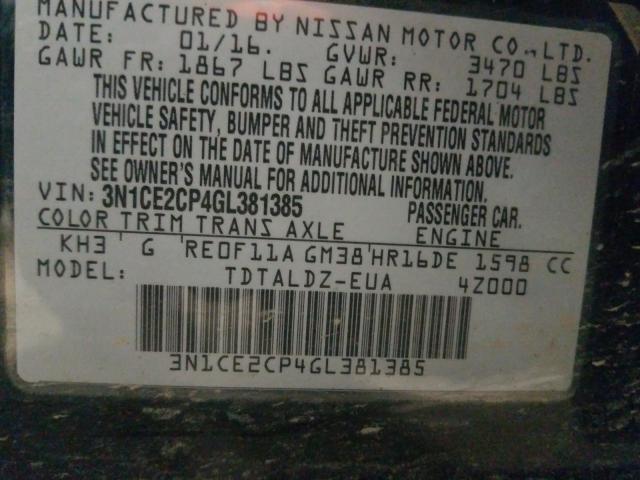 MANUFACTURED BY NISSAN MOTOR CO.,LTD.
DATE: 01/16. GVWR: 3470 LBS
GAWR FR: 1867 LBS GAWR RR: 1704 LBS
THIS VEHICLE CONFORMS TO ALL APPLICABLE FEDERAL MOTOR
VEHICLE SAFETY, BUMPER AND THEFT PREVENTION STANDARDS
IN EFFECT ON THE DATE OF MANUFACTURE SHOWN ABOVE.
SEE OWNER'S MANUAL FOR ADDITIONAL INFORMATION.
VIN: 3N1CE2CP4GL381385 PASSENGER CAR.
COLOR TRIM TRANS AXLE ENGINE
KH3 G RE0F11A GM38 HR16DE 1598 CC
MODEL: TDTALDZ-EUA 4Z000
3N1CE2CP4GL381385